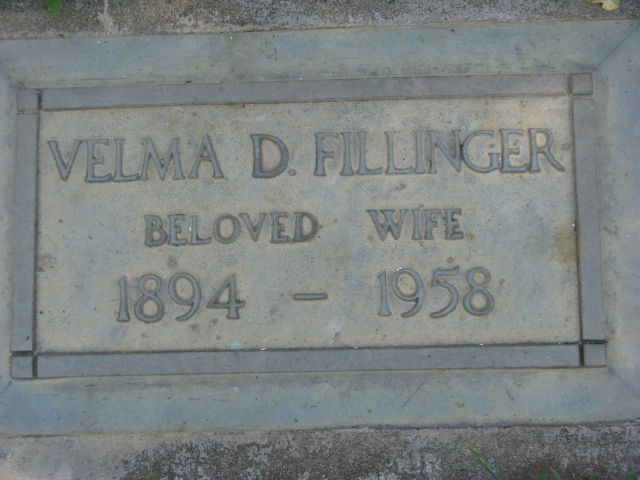 VELMA D. FILLINGER
BELOVED WIFE
1894 – 1958